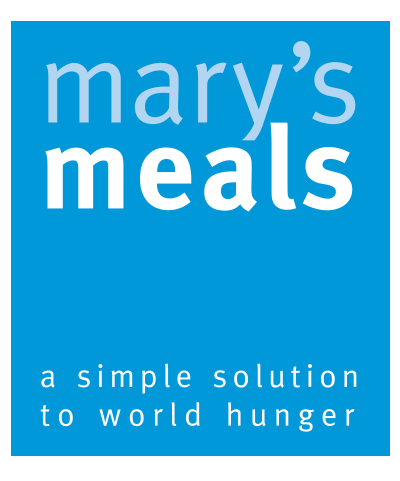 mary’s
meals
a simple solution
to world hunger